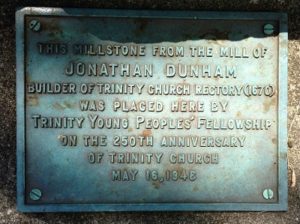 THIS MILLSTONE FROM THE MILL OF
JONATHAN DUNHAM
BUILDER OF TRINITY CHURCH RECTORY (1671)
WAS PLACED HERE BY
TRINITY YOUNG PEOPLES' FELLOWSHIP
ON THE 250TH ANNIVERSARY
OF TRINITY CHURCH
MAY 16, 1948